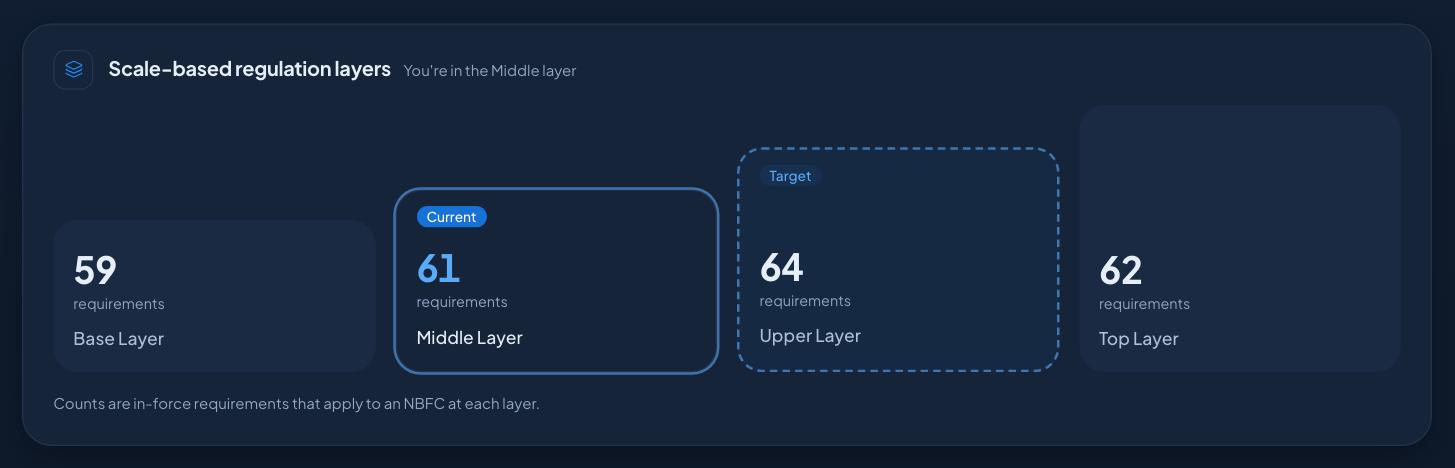 Scale-based regulation layers You're in the Middle layer
59
requirements
Base Layer
Current
61
requirements
Middle Layer
Target
64
requirements
Upper Layer
62
requirements
Top Layer
Counts are in-force requirements that apply to an NBFC at each layer.